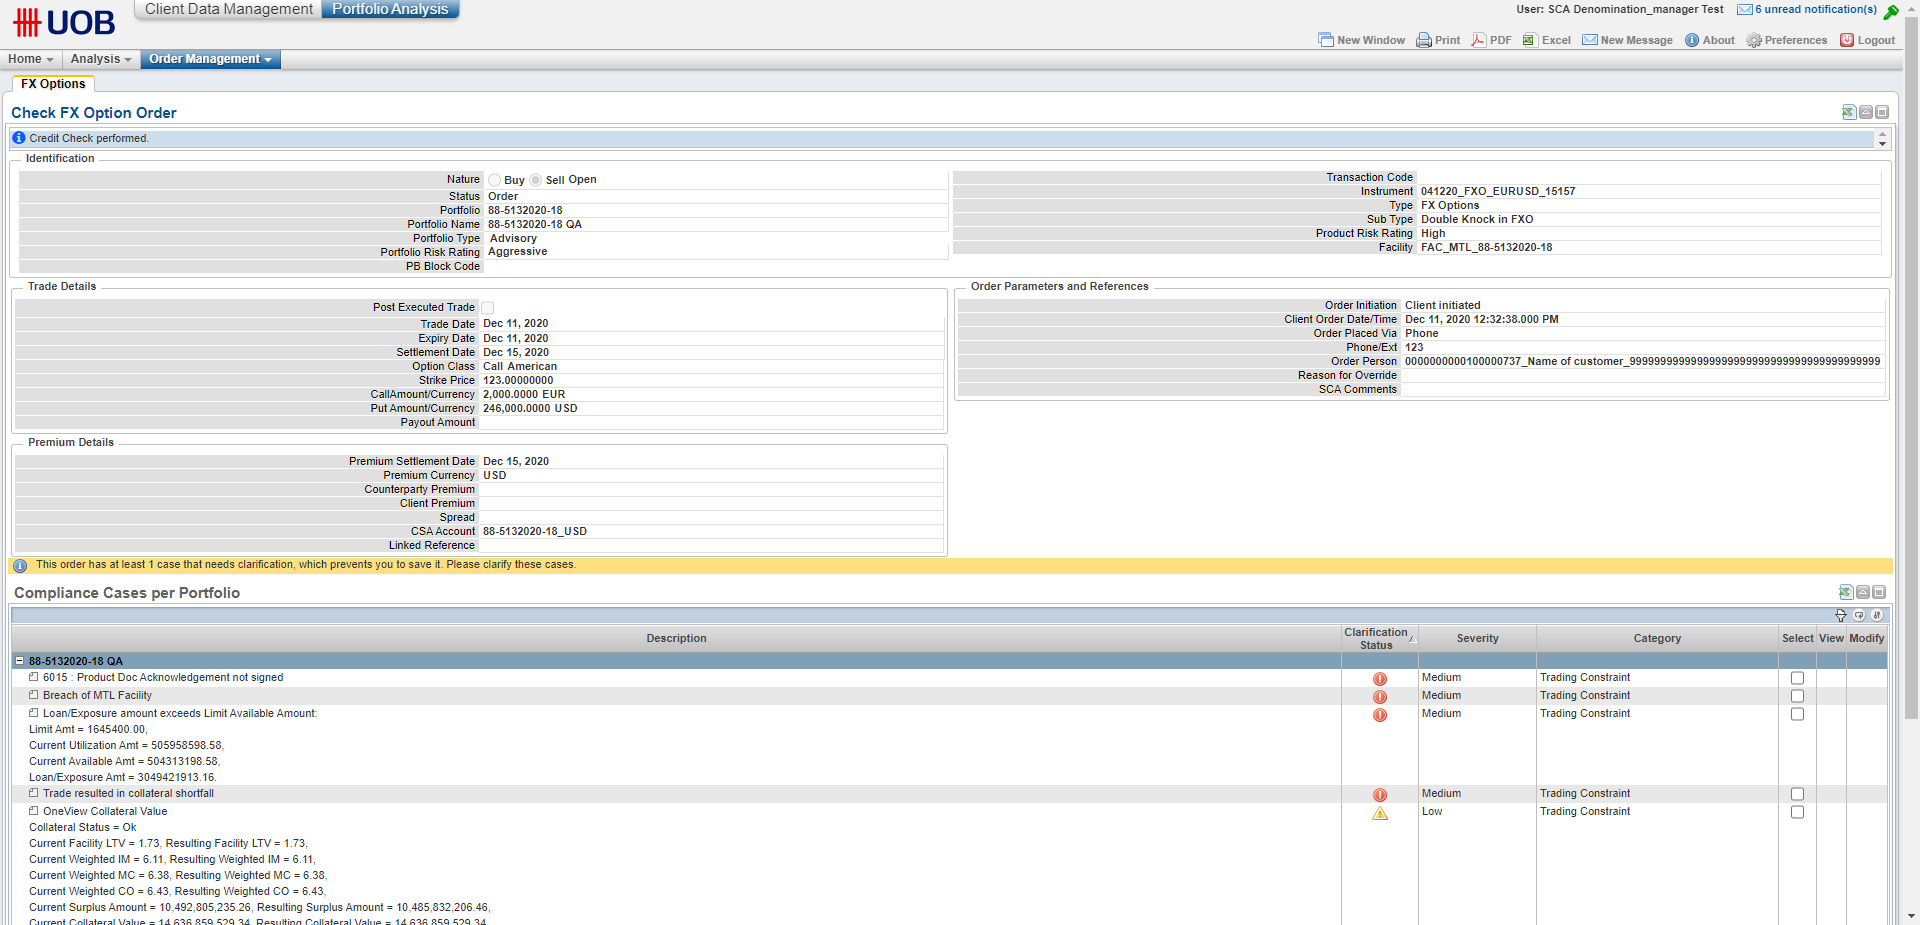 UOB
Client Data Management
Portfolio Analysis
User: SCA Denomination_manager Test
6 unread notification(s)
New Window
Print
PDF
Excel
New Message
About
Preferences
Logout
Home
Analysis
Order Management
FX Options
Check FX Option Order
Credit Check performed.
Identification
Nature Buy Sell Open
Status Order
Portfolio 88-5132020-18
Portfolio Name 88-5132020-18 QA
Portfolio Type Advisory
Portfolio Risk Rating Aggressive
PB Block Code
Transaction Code
Instrument 041220_FXO_EURUSD_15157
Type FX Options
Sub Type Double Knock in FXO
Product Risk Rating High
Facility FAC_MTL_88-5132020-18
Trade Details
Post Executed Trade
Trade Date Dec 11, 2020
Expiry Date Dec 11, 2020
Settlement Date Dec 15, 2020
Option Class Call American
Strike Price 123.00000000
CallAmount/Currency 2,000.0000 EUR
Put Amount/Currency 246,000.0000 USD
Payout Amount
Order Parameters and References
Order Initiation Client initiated
Client Order Date/Time Dec 11, 2020 12:32:38.000 PM
Order Placed Via Phone
Phone/Ext 123
Order Person
Reason for Override
SCA Comments
Premium Details
Premium Settlement Date Dec 15, 2020
Premium Currency USD
Counterparty Premium
Client Premium
Spread
CSA Account 88-5132020-18_USD
Linked Reference
This order has at least 1 case that needs clarification, which prevents you to save it. Please clarify these cases.
Compliance Cases per Portfolio
Description
Clarification Status
Severity
Category
Select
View
Modify
88-5132020-18 QA
6015 : Product Doc Acknowledgement not signed Medium Trading Constraint
Breach of MTL Facility Medium Trading Constraint
Loan/Exposure amount exceeds Limit Available Amount: Medium Trading Constraint
Limit Amt = 1645400.00,
Current Utilization Amt = 505958598.58,
Current Available Amt = 504313198.58,
Loan/Exposure Amt = 3049421913.16.
Trade resulted in collateral shortfall Medium Trading Constraint
OneView Collateral Value Low Trading Constraint
Collateral Status = Ok
Current Facility LTV = 1.73, Resulting Facility LTV = 1.73,
Current Weighted IM = 6.11, Resulting Weighted IM = 6.11,
Current Weighted MC = 6.38, Resulting Weighted MC = 6.38,
Current Weighted CO = 6.43, Resulting Weighted CO = 6.43,
Current Surplus Amount = 10,492,805,235.26, Resulting Surplus Amount = 10,485,832,206.46,
Current Collateral Value = 14,636,859,529.34, Resulting Collateral Value = 14,636,859,529.34